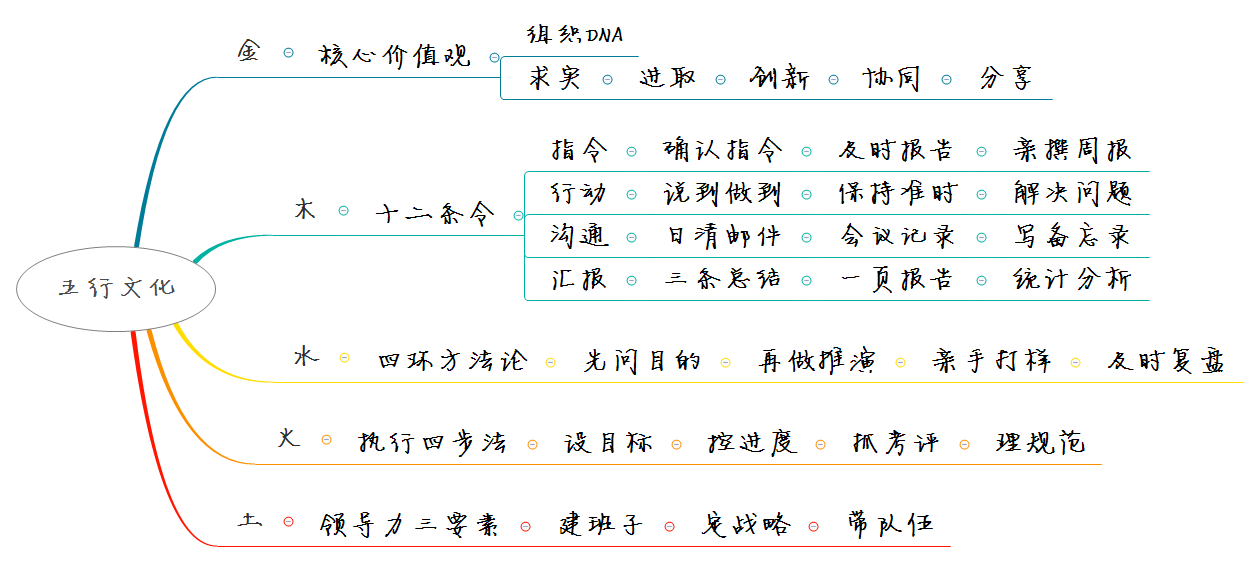 五行文化
金 核心价值观
组织DNA
求实 进取 创新 协同 分享
木 十二条令
指令 确认指令 及时报告 亲撰周报
行动 说到做到 保持准时 解决问题
沟通 日清邮件 会议记录 写备忘录
汇报 三条总结 一页报告 统计分析
水 四环方法论 先问目的 再做推演 亲手打样 及时复盘
火 执行四步法 设目标 控进度 抓考评 理规范
土 领导力三要素 建班子 定战略 带队伍